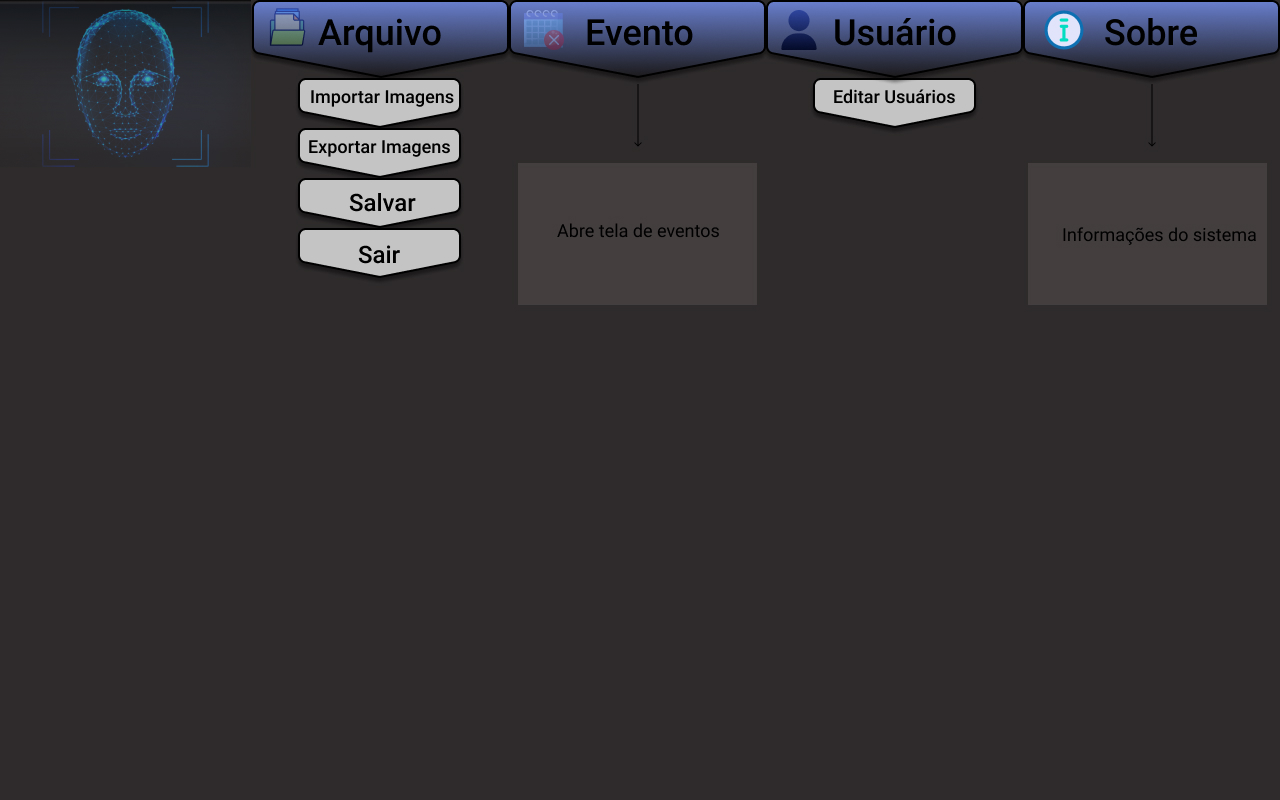 Arquivo
Evento
Usuário
Sobre
Importar Imagens
Exportar Imagens
Salvar
Sair
Abre tela de eventos
Editar Usuários
Informações do sistema